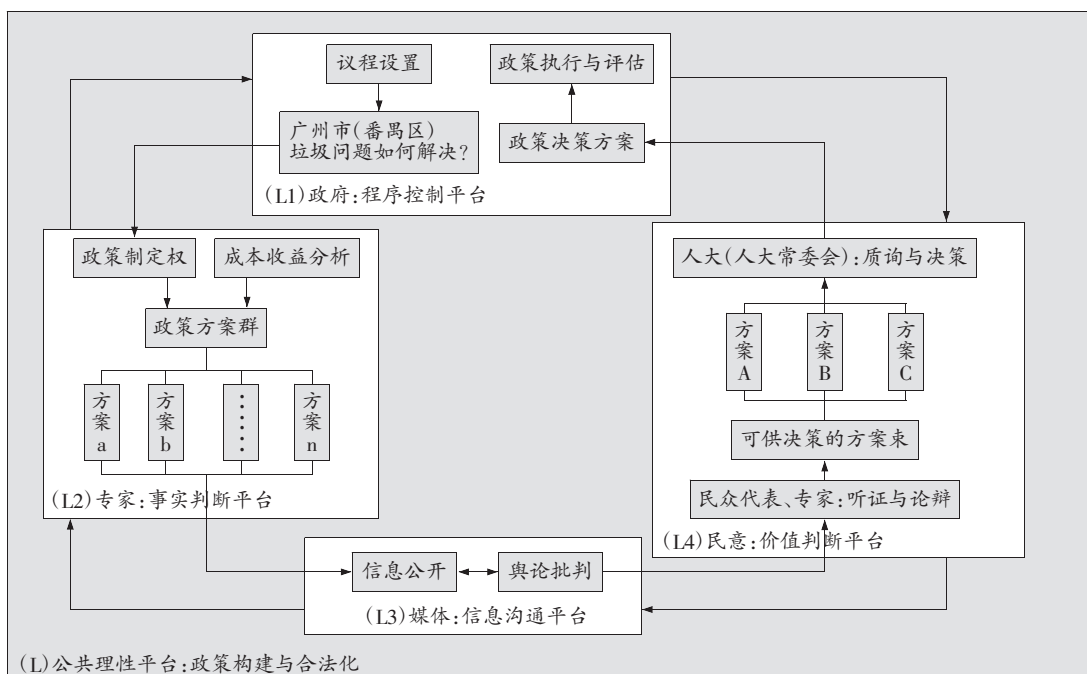 议程设置
政策执行与评估
广州市(番禺区)
垃圾问题如何解决?
政策决策方案
(L1)政府:程序控制平台
政策制定权
成本收益分析
政策方案群
方案a
方案b
……
方案n
(L2)专家:事实判断平台
人大(人大常委会):质询与决策
方案A
方案B
方案C
可供决策的方案束
民众代表、专家:听证与论辩
(L4)民意:价值判断平台
信息公开
舆论批判
(L3)媒体:信息沟通平台
(L)公共理性平台:政策构建与合法化